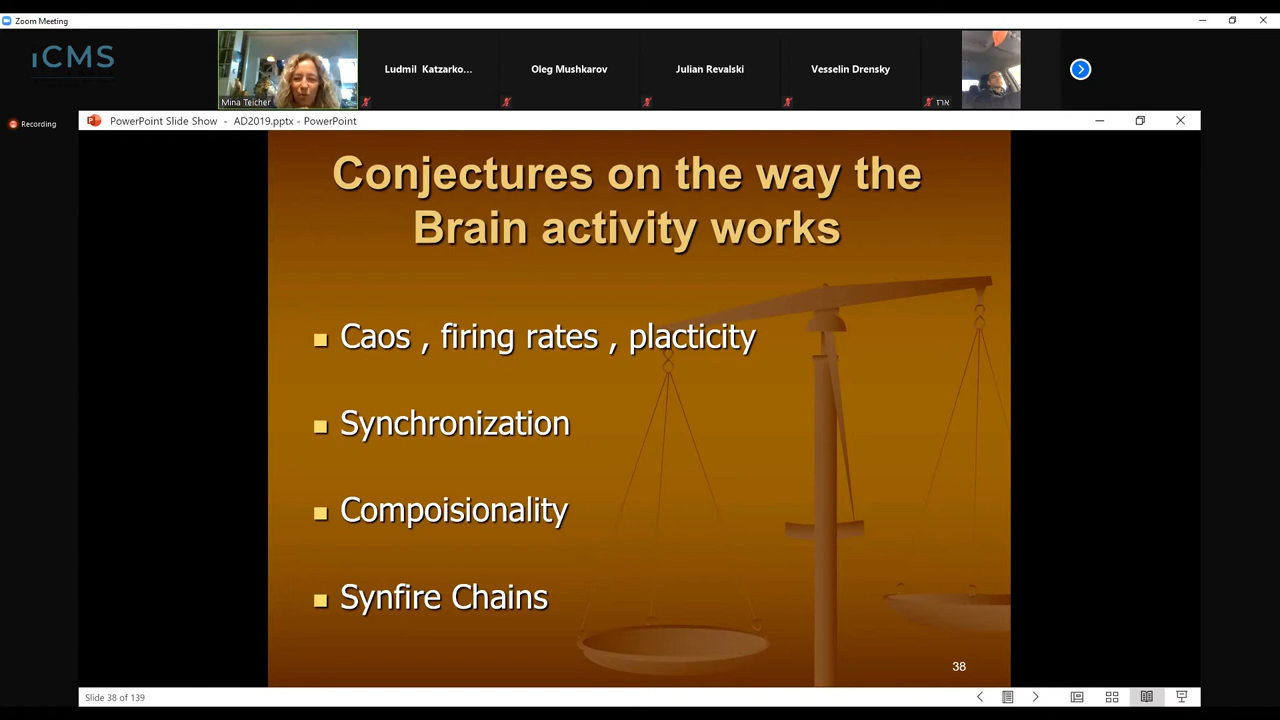 Zoom Meeting
iCMS
Mina Teicher
Ludmil Katzarko...
Oleg Mushkarov
Julian Revalski
Vesselin Drensky
ארז
Recording
PowerPoint Slide Show - AD2019.pptx - PowerPoint
Conjectures on the way the
Brain activity works
Caos , firing rates , placticity
Synchronization
Compoisionality
Synfire Chains
38
Slide 38 of 139